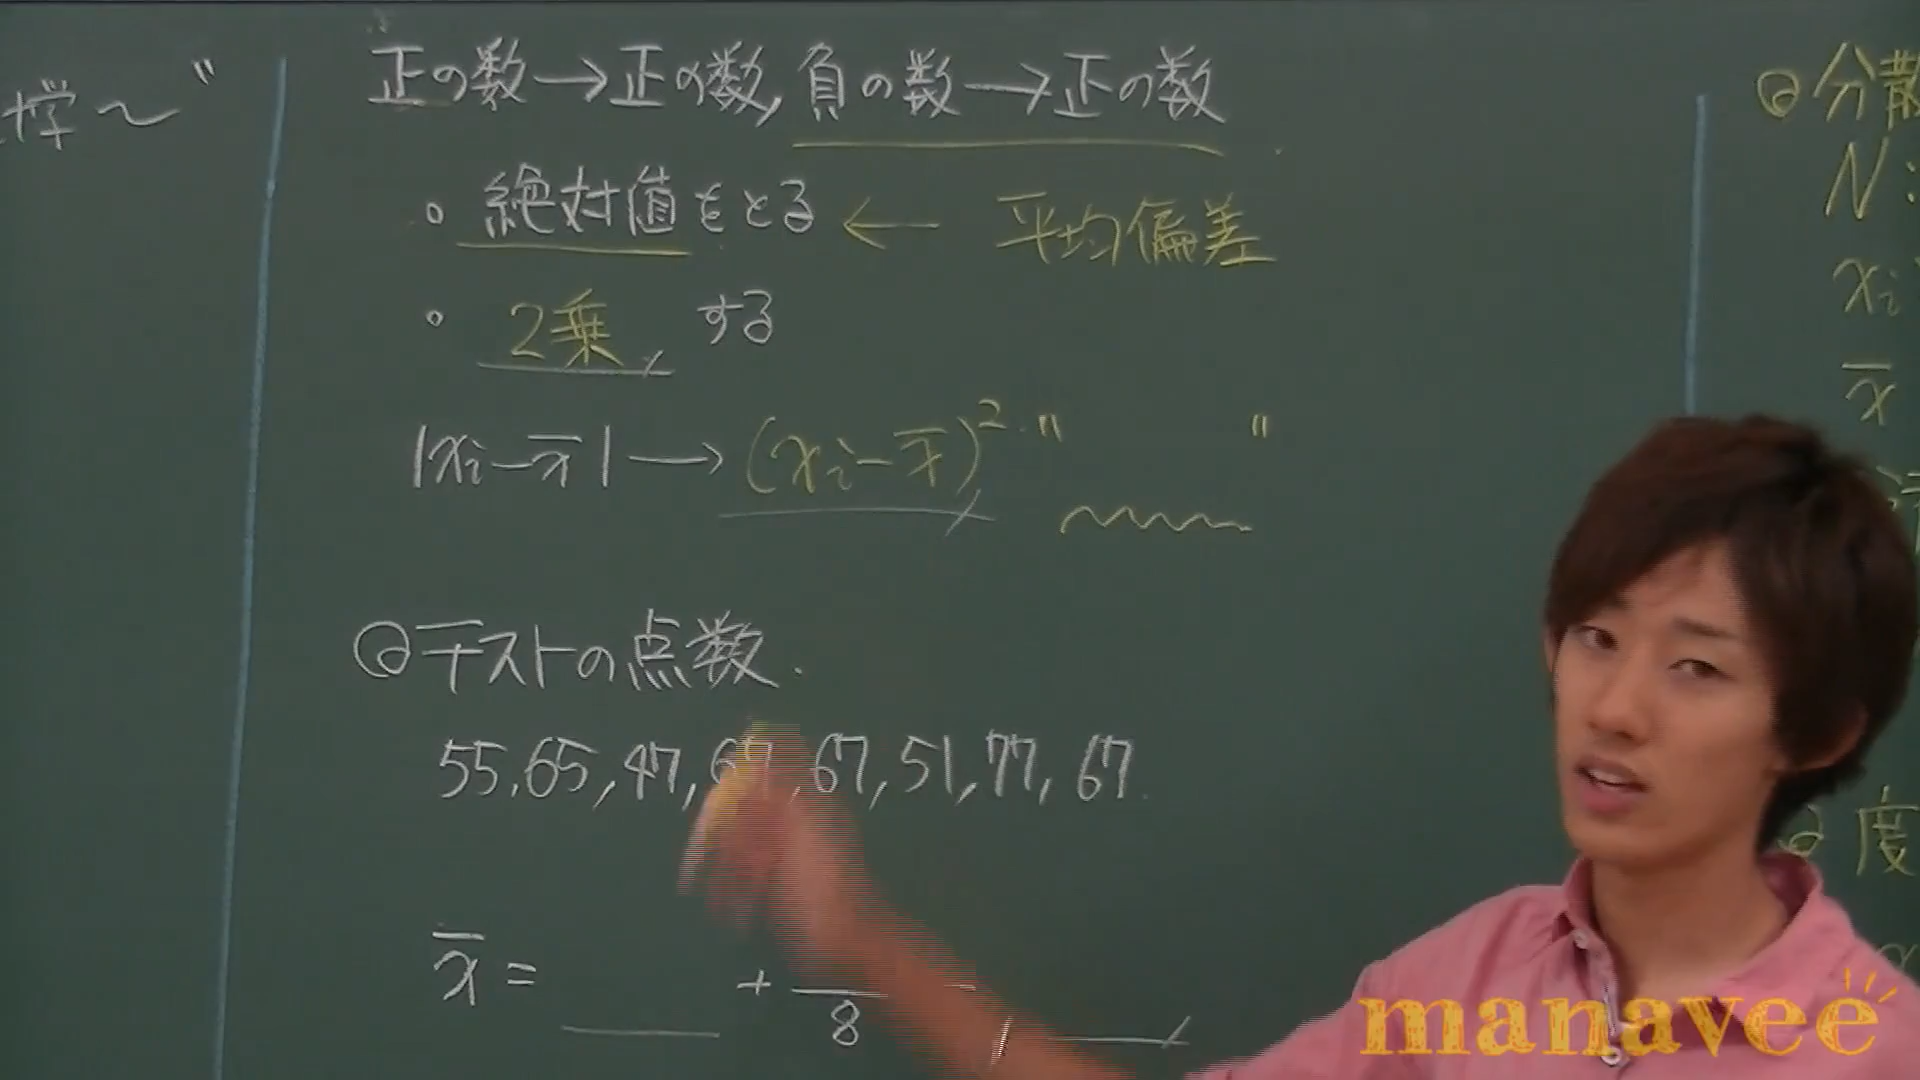 学～"
正の数→正の数,負の数→正の数
・絶対値をとる ← 平均偏差
・2乗 する
|xi-x̄|→(xi-x̄)²." "
◎テストの点数.
55,65,47,67,67,51,77,67.
x̄= + /8
◎分散
N:
xi
x̄
◎度
manavee